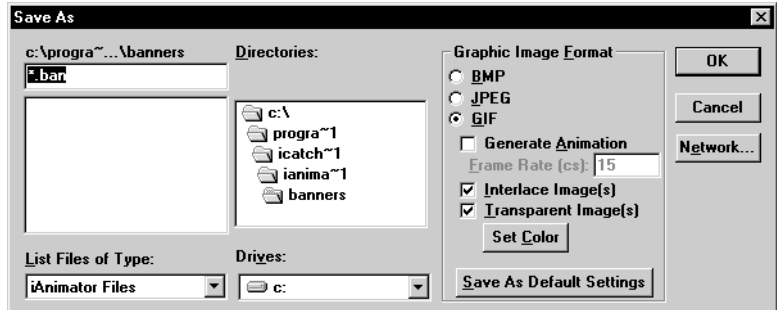 Save As
c:\progra~...\banners
*.ban
Directories:
c:\
progra~1
icatch~1
ianima~1
banners
List Files of Type:
iAnimator Files
Drives:
c:
Graphic Image Format
BMP
JPEG
GIF
Generate Animation
Frame Rate (cs): 15
Interlace Image(s)
Transparent Image(s)
Set Color
Save As Default Settings
OK
Cancel
Network...